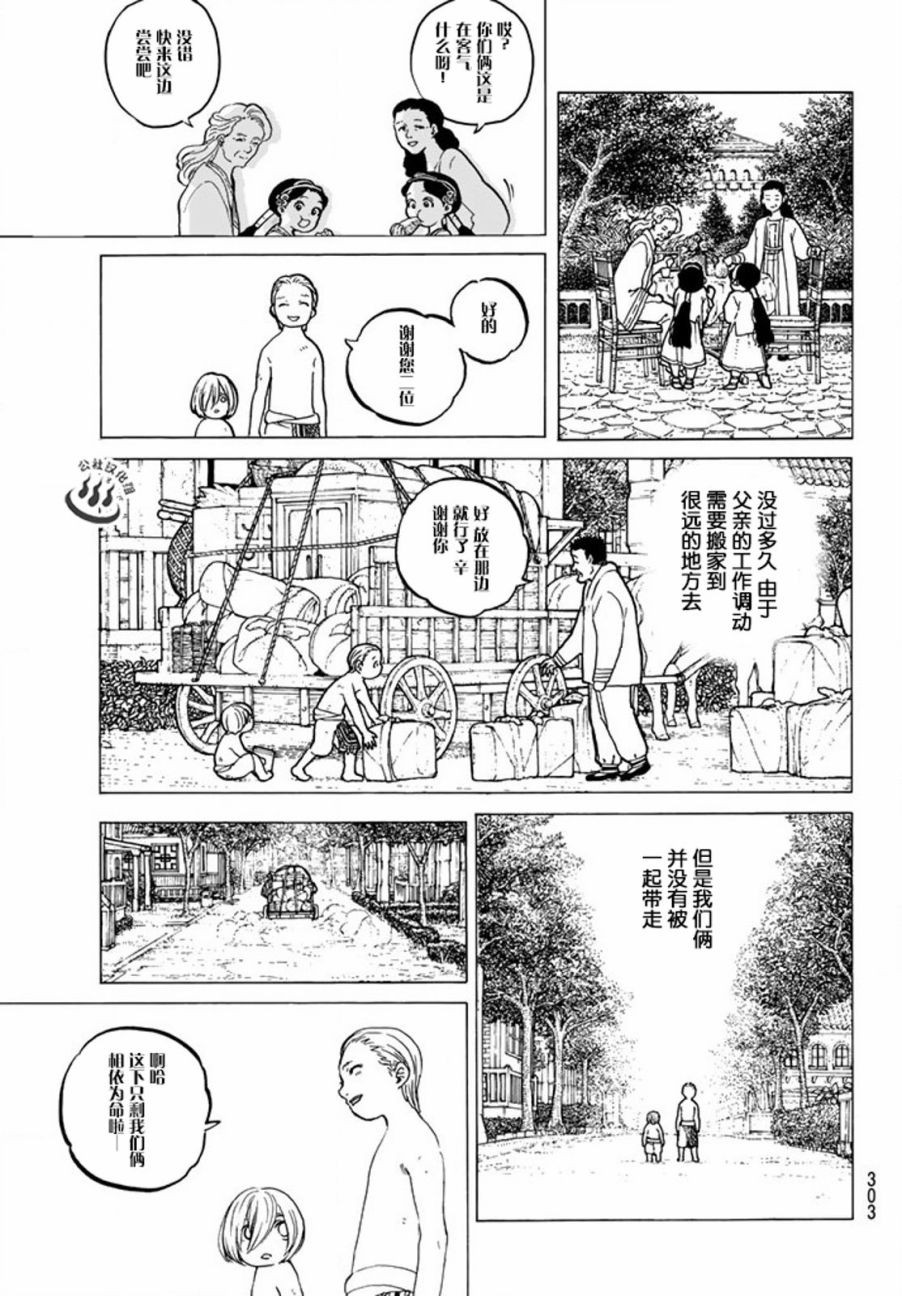 哎？
你们俩这是
在客气
什么哟！
没错
快来这边
尝尝吧
好的
谢谢您二位
没过多久 由于
父亲的工作调动
需要搬家到
很远的地方去
好 放在那边
就行了 辛
谢谢你
公社汉化组
但是我们俩
并没有被
一起带走
啊哈
这下只剩我们俩
相依为命啦—
303